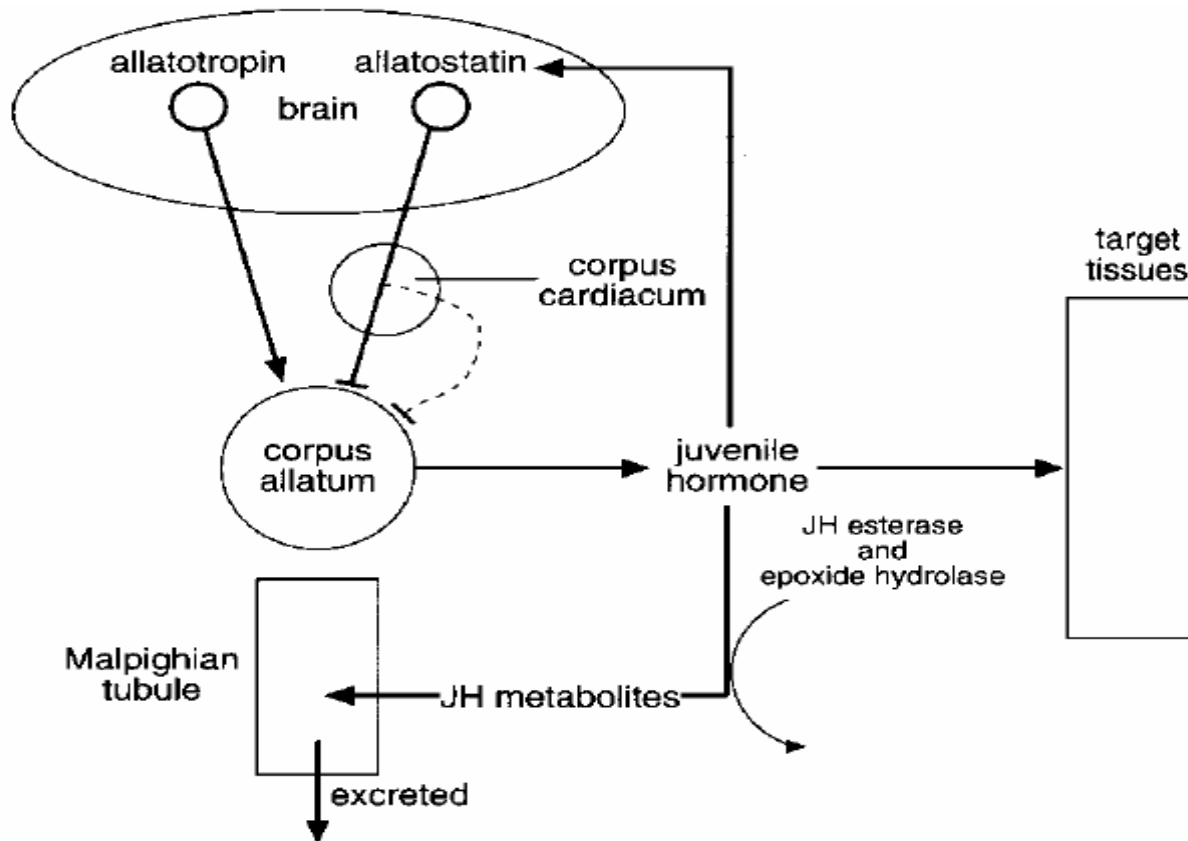 allatotropin
allatostatin
brain
corpus
cardiacum
target
tissues
corpus
allatum
juvenile
hormone
JH esterase
and
epoxide hydrolase
Malpighian
tubule
JH metabolites
excreted